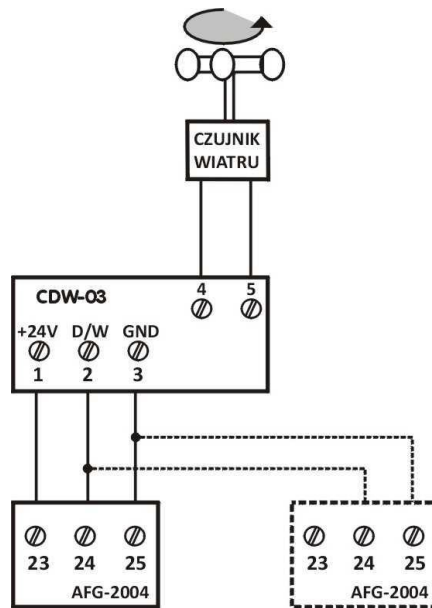 CZUJNIK
WIATRU
CDW-03
4 5
+24V D/W GND
1 2 3
23 24 25
AFG-2004
23 24 25
AFG-2004